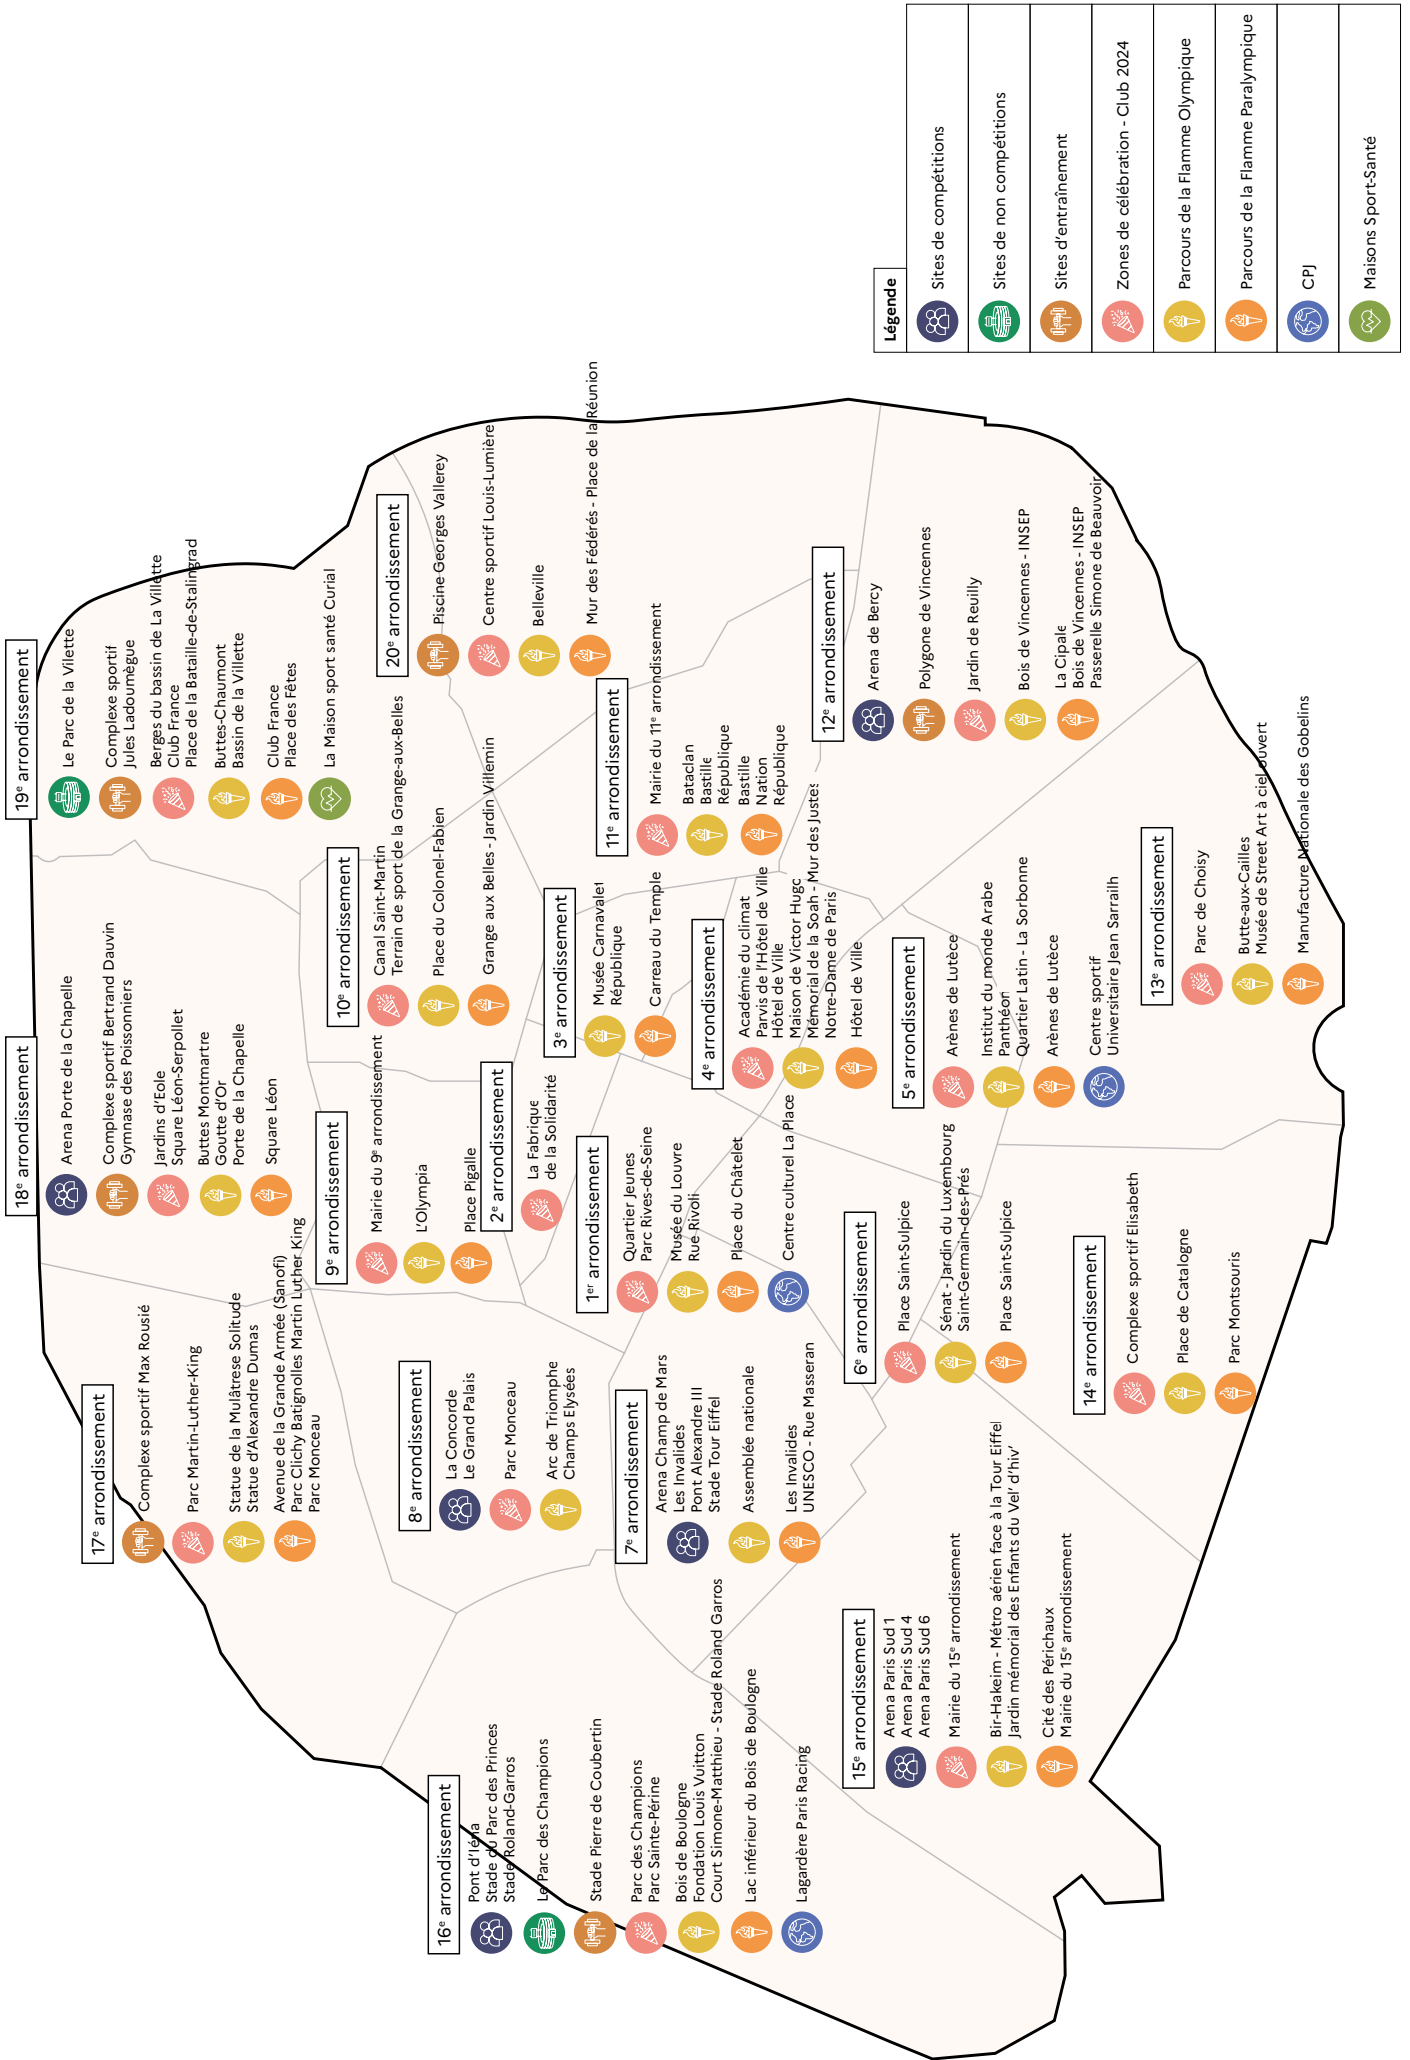 18e arrondissement
Arena Porte de la Chapelle
Complexe sportif Bertrand Dauvin
Gymnase des Poissonniers
Jardins d'Eole
Square Léon-Serpollet
Buttes Montmartre
Goutte d'Or
Porte de la Chapelle
Square Léon
19e arrondissement
Le Parc de la Vilette
Complexe sportif
Jules Ladoumègue
Berges du bassin de La Villette
Club France
Place de la Bataille-de-Stalingrad
Buttes-Chaumont
Bassin de la Villette
Club France
Place des Fêtes
La Maison sport santé Curial
17e arrondissement
Complexe sportif Max Rousié
Parc Martin-Luther-King
Statue de la Mulâtrese Solitude
Statue d'Alexandre Dumas
Avenue de la Grande Armée (Sanofi)
Parc Clichy Batignolles Martin Luther King
Parc Monceau
9e arrondissement
Mairie du 9e arrondissement
L'Olympia
Place Pigalle
10e arrondissement
Canal Saint-Martin
Terrain de sport de la Grange-aux-Belles
Place du Colonel-Fabien
Grange aux Belles - Jardin Villemin
20e arrondissement
Piscine Georges Vallerey
Centre sportif Louis-Lumière
Belleville
Mur des Fédérés - Place de la Réunion
16e arrondissement
Pont d'Iéna
Stade du Parc des Princes
Stade Roland-Garros
Le Parc des Champions
Stade Pierre de Coubertin
Parc des Champions
Parc Sainte-Périne
Bois de Boulogne
Fondation Louis Vuitton
Court Simone-Matthieu - Stade Roland Garros
Lac inférieur du Bois de Boulogne
Lagardère Paris Racing
8e arrondissement
La Concorde
Le Grand Palais
Parc Monceau
Arc de Triomphe
Champs Elysées
2e arrondissement
La Fabrique
de la Solidarité
3e arrondissement
Musée Carnavalet
République
Carreau du Temple
11e arrondissement
Mairie du 11e arrondissement
Bataclan
Bastille
République
Bastille
Nation
République
1er arrondissement
Quartier Jeunes
Parc Rives-de-Seine
Musée du Louvre
Rue Rivoli
Place du Châtelet
Centre culturel La Place
7e arrondissement
Arena Champ de Mars
Les Invalides
Pont Alexandre III
Stade Tour Eiffel
Assemblée nationale
Les Invalides
UNESCO - Rue Masseran
4e arrondissement
Académie du climat
Parvis de l'Hôtel de Ville
Hôtel de Ville
Maison de Victor Hugo
Mémorial de la Soah - Mur des Justes
Notre-Dame de Paris
Hôtel de Ville
12e arrondissement
Arena de Bercy
Polygone de Vincennes
Jardin de Reuilly
Bois de Vincennes - INSEP
La Cipale
Bois de Vincennes - INSEP
Passerelle Simone de Beauvoir
15e arrondissement
Arena Paris Sud 1
Arena Paris Sud 4
Arena Paris Sud 6
Mairie du 15e arrondissement
Bir-Hakeim - Métro aérien face à la Tour Eiffel
Jardin mémorial des Enfants du Vel' d'hiv'
Cité des Périchaux
Mairie du 15e arrondissement
6e arrondissement
Place Saint-Sulpice
Sénat - Jardin du Luxembourg
Saint-Germain-des-Prés
Place Saint-Sulpice
5e arrondissement
Arènes de Lutèce
Institut du monde Arabe
Panthéon
Quartier Latin - La Sorbonne
Arènes de Lutèce
Centre sportif
Universitaire Jean Sarrailh
14e arrondissement
Complexe sportif Elisabeth
Place de Catalogne
Parc Montsouris
13e arrondissement
Parc de Choisy
Butte-aux-Cailles
Musée de Street Art à ciel ouvert
Manufacture Nationale des Gobelins
Légende
Sites de compétitions
Sites de non compétitions
Sites d'entraînement
Zones de célébration - Club 2024
Parcours de la Flamme Olympique
Parcours de la Flamme Paralympique
CPJ
Maisons Sport-Santé